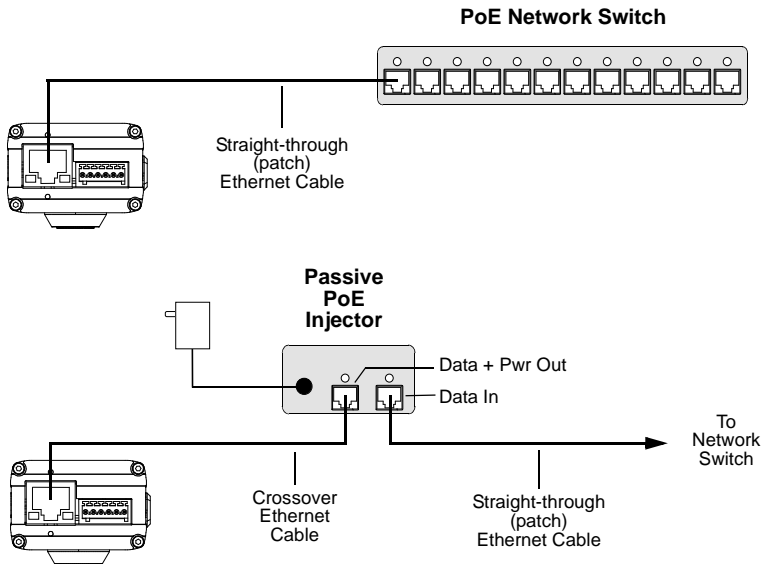 PoE Network Switch
Straight-through
(patch)
Ethernet Cable
Passive
PoE
Injector
Data + Pwr Out
Data In
To
Network
Switch
Crossover
Ethernet
Cable
Straight-through
(patch)
Ethernet Cable